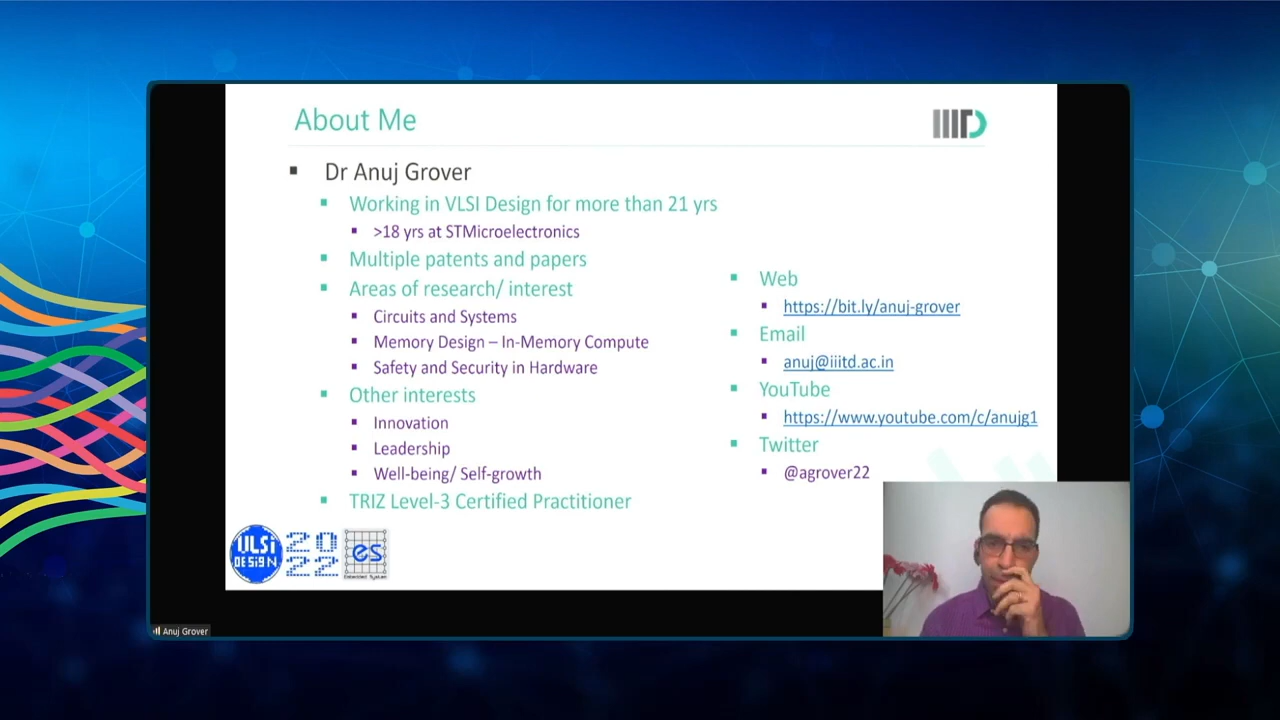 About Me
IIITD
Dr Anuj Grover
Working in VLSI Design for more than 21 yrs
>18 yrs at STMicroelectronics
Multiple patents and papers
Areas of research/ interest
Circuits and Systems
Memory Design – In-Memory Compute
Safety and Security in Hardware
Other interests
Innovation
Leadership
Well-being/ Self-growth
TRIZ Level-3 Certified Practitioner
Web
https://bit.ly/anuj-grover
Email
anuj@iiitd.ac.in
YouTube
https://www.youtube.com/c/anujg1
Twitter
@agrover22
VLSI
DESIGN
20
22
es
Embedded System
Anuj Grover